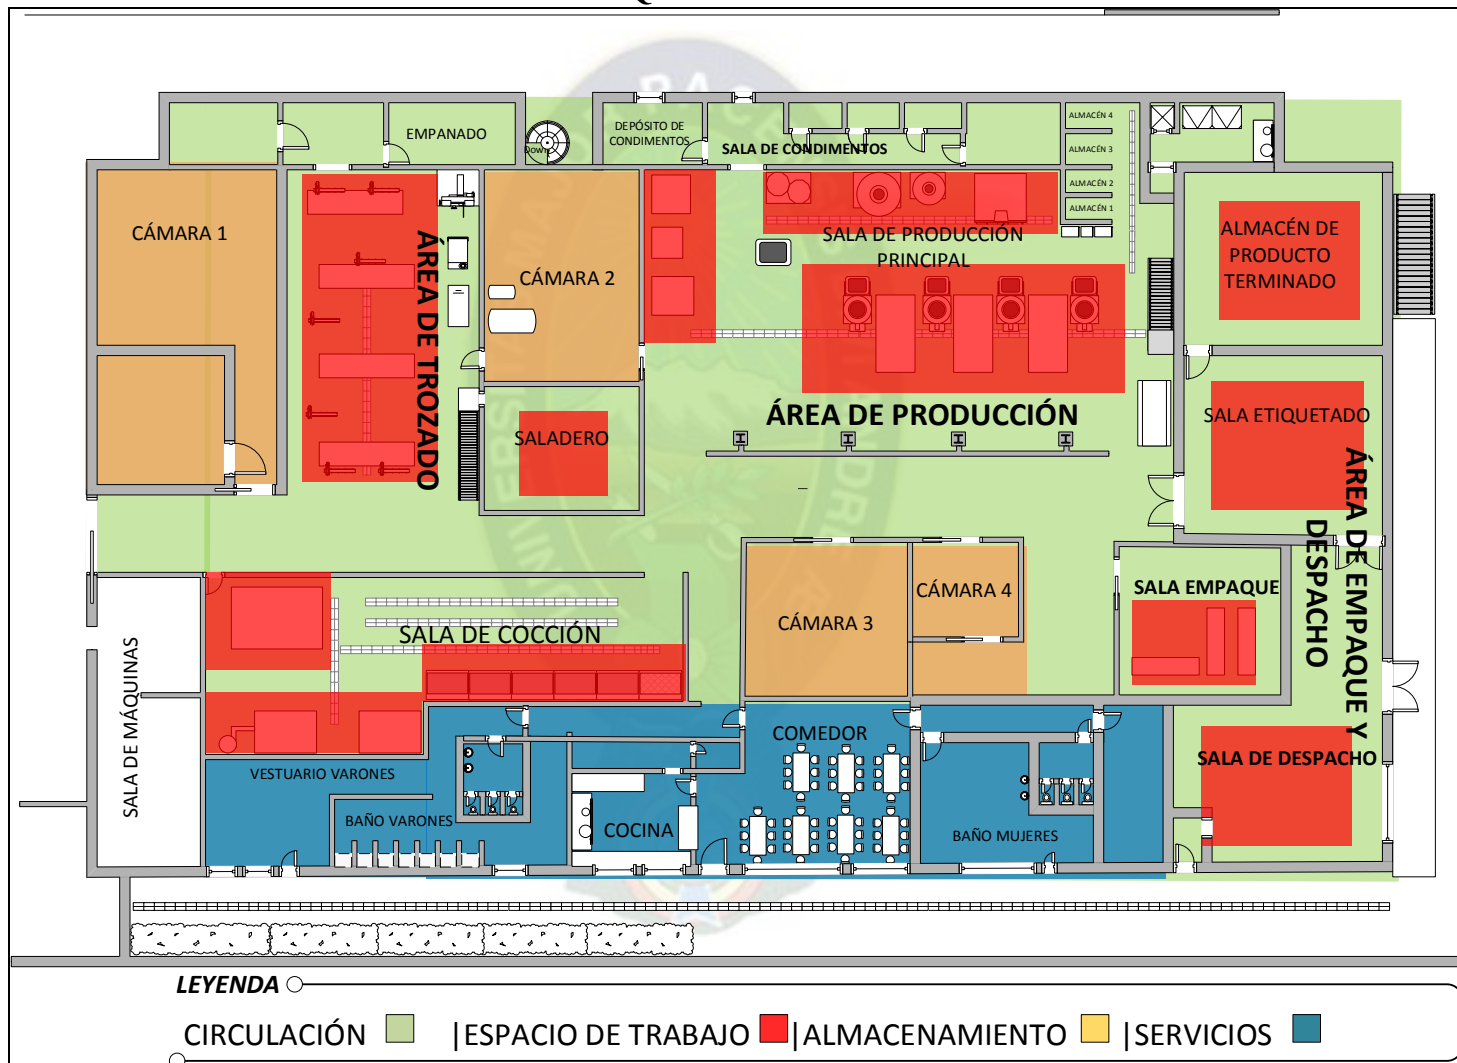 EMPANADO
Down
DEPÓSITO DE
CONDIMENTOS
SALA DE CONDIMENTOS
ALMACÉN 4
ALMACÉN 3
ALMACÉN 2
ALMACÉN 1
CÁMARA 1
ÁREA DE TROZADO
CÁMARA 2
SALA DE PRODUCCIÓN
PRINCIPAL
ALMACÉN DE
PRODUCTO
TERMINADO
SALADERO
ÁREA DE PRODUCCIÓN
SALA ETIQUETADO
ÁREA DE EMPAQUE Y
DESPACHO
SALA EMPAQUE
CÁMARA 3
CÁMARA 4
SALA DE COCCIÓN
SALA DE MÁQUINAS
VESTUARIO VARONES
BAÑO VARONES
COCINA
COMEDOR
BAÑO MUJERES
SALA DE DESPACHO
LEYENDA
CIRCULACIÓN |ESPACIO DE TRABAJO |ALMACENAMIENTO |SERVICIOS